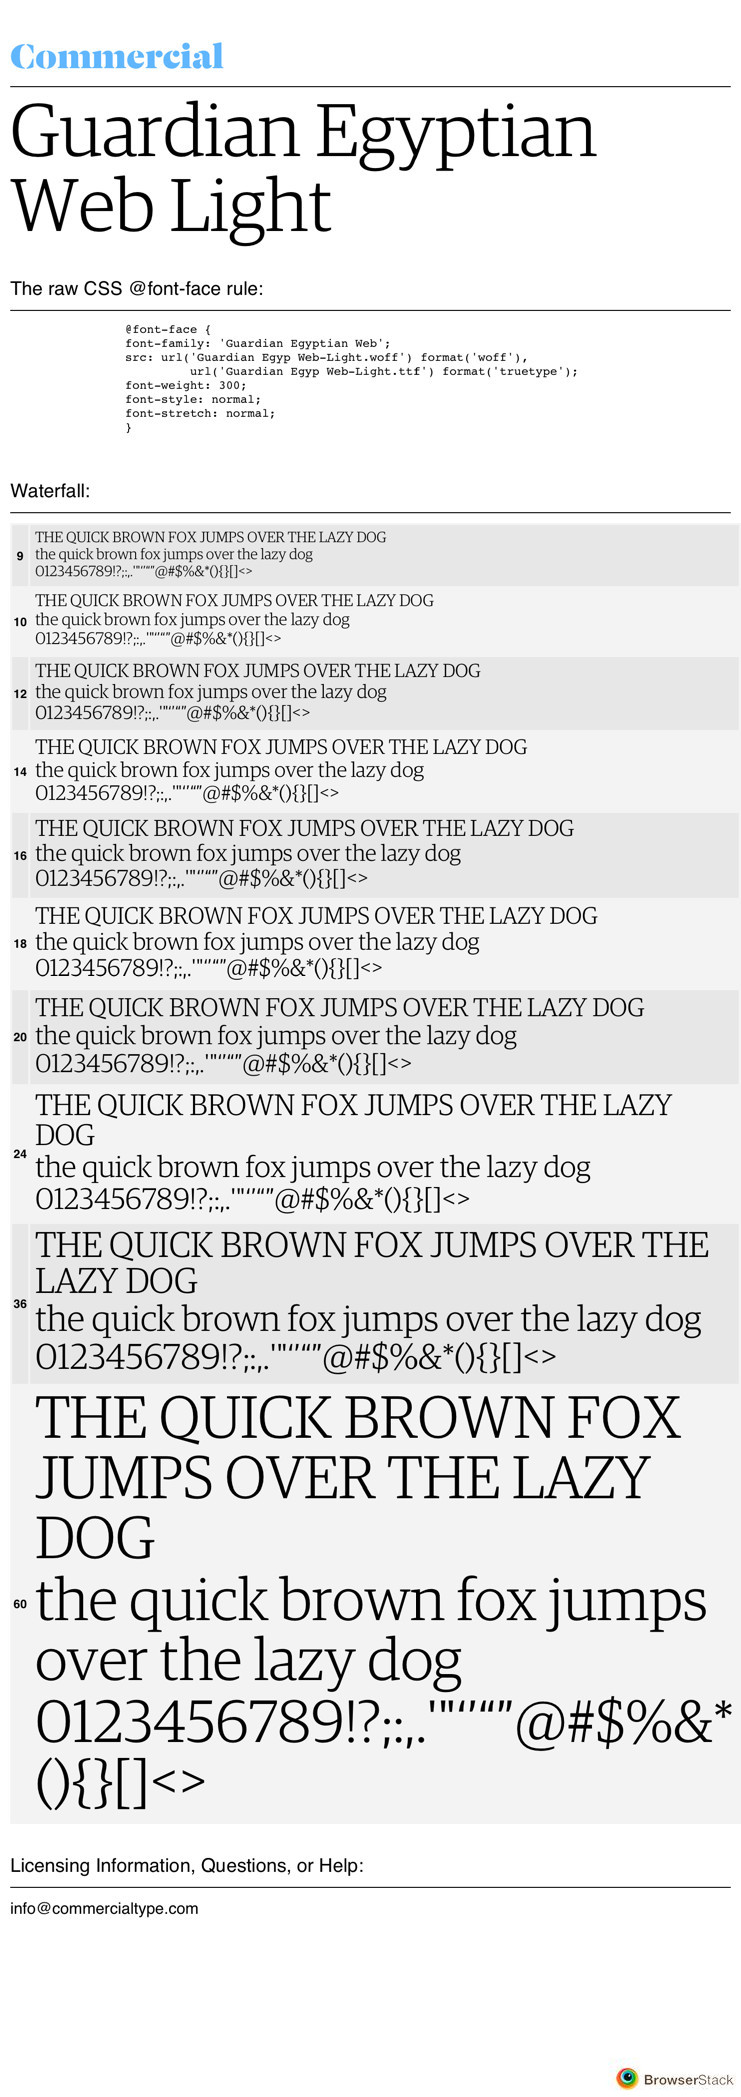 Commercial
Guardian Egyptian
Web Light
The raw CSS @font-face rule:
@font-face {
font-family: 'Guardian Egyptian Web';
src: url('Guardian Egyp Web-Light.woff') format('woff'),
url('Guardian Egyp Web-Light.ttf') format('truetype');
font-weight: 300;
font-style: normal;
font-stretch: normal;
}
Waterfall:
THE QUICK BROWN FOX JUMPS OVER THE LAZY DOG
9 the quick brown fox jumps over the lazy dog
0123456789!?;:,.'"‘’“”@#$%&*(){}[]<>
THE QUICK BROWN FOX JUMPS OVER THE LAZY DOG
10 the quick brown fox jumps over the lazy dog
0123456789!?;:,.'"‘’“”@#$%&*(){}[]<>
THE QUICK BROWN FOX JUMPS OVER THE LAZY DOG
12 the quick brown fox jumps over the lazy dog
0123456789!?;:,.'"‘’“”@#$%&*(){}[]<>
THE QUICK BROWN FOX JUMPS OVER THE LAZY DOG
14 the quick brown fox jumps over the lazy dog
0123456789!?;:,.'"‘’“”@#$%&*(){}[]<>
THE QUICK BROWN FOX JUMPS OVER THE LAZY DOG
16 the quick brown fox jumps over the lazy dog
0123456789!?;:,.'"‘’“”@#$%&*(){}[]<>
THE QUICK BROWN FOX JUMPS OVER THE LAZY DOG
18 the quick brown fox jumps over the lazy dog
0123456789!?;:,.'"‘’“”@#$%&*(){}[]<>
THE QUICK BROWN FOX JUMPS OVER THE LAZY DOG
20 the quick brown fox jumps over the lazy dog
0123456789!?;:,.'"‘’“”@#$%&*(){}[]<>
THE QUICK BROWN FOX JUMPS OVER THE LAZY
DOG
24 the quick brown fox jumps over the lazy dog
0123456789!?;:,.'"‘’“”@#$%&*(){}[]<>
THE QUICK BROWN FOX JUMPS OVER THE
LAZY DOG
36 the quick brown fox jumps over the lazy dog
0123456789!?;:,.'"‘’“”@#$%&*(){}[]<>
THE QUICK BROWN FOX
JUMPS OVER THE LAZY
DOG
60 the quick brown fox jumps
over the lazy dog
0123456789!?;:,.'"‘’“”@#$%&*
(){}[]<>
Licensing Information, Questions, or Help:
info@commercialtype.com
BrowserStack